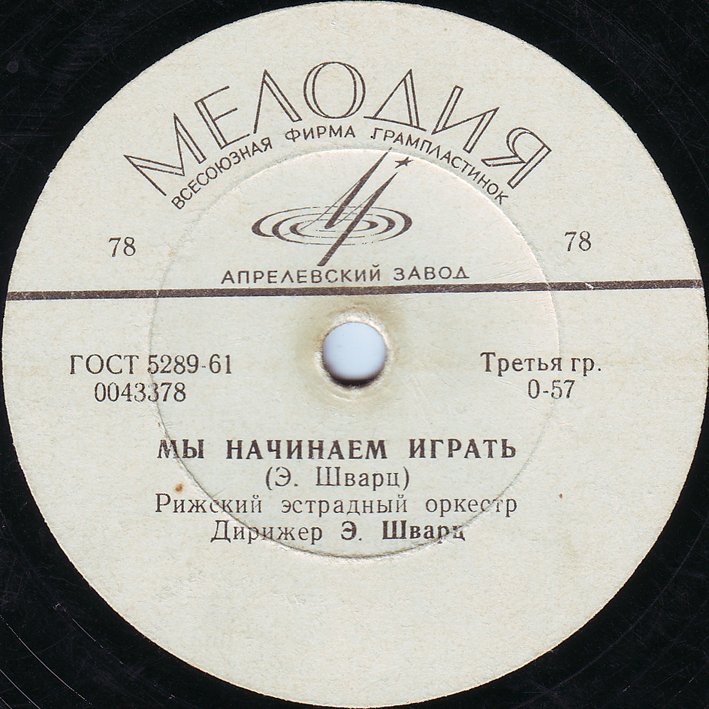 МЕЛОДИЯ
ВСЕСОЮЗНАЯ ФИРМА ГРАМПЛАСТИНОК
78
78
АПРЕЛЕВСКИЙ ЗАВОД
ГОСТ 5289-61
0043378
Третья гр.
0-57
МЫ НАЧИНАЕМ ИГРАТЬ
(Э. Шварц)
Рижский эстрадный оркестр
Дирижер Э. Шварц